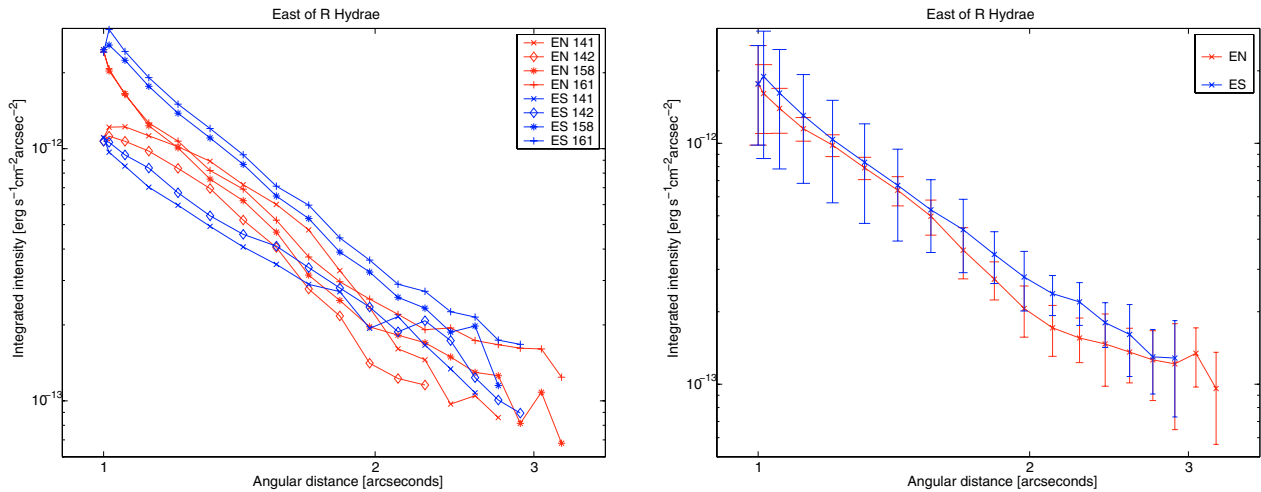 East of R Hydrae
EN 141
EN 142
EN 158
EN 161
ES 141
ES 142
ES 158
ES 161
Integrated intensity [erg s⁻¹cm⁻²arcsec⁻²]
10⁻¹²
10⁻¹³
1
2
3
Angular distance [arcseconds]
East of R Hydrae
EN
ES
Integrated intensity [erg s⁻¹cm⁻²arcsec⁻²]
10⁻¹²
10⁻¹³
1
2
3
Angular distance [arcseconds]